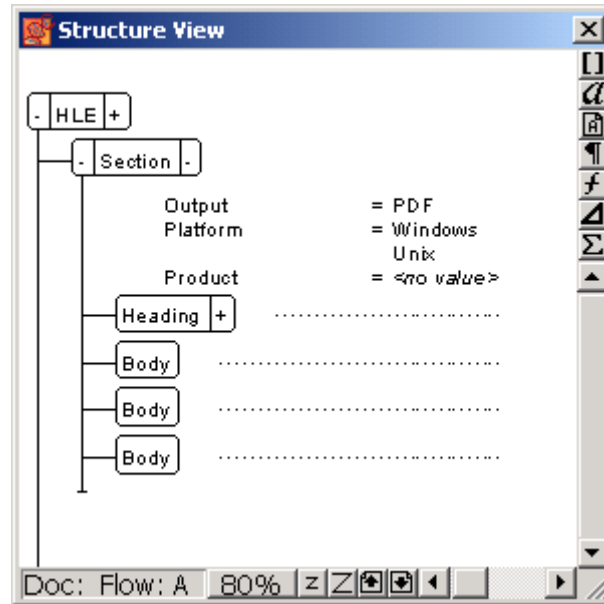 Structure View
- HLE +
- Section -
Output = PDF
Platform = Windows
Unix
Product = <no value>
Heading +
Body
Body
Body
Doc: Flow: A 80% z Z